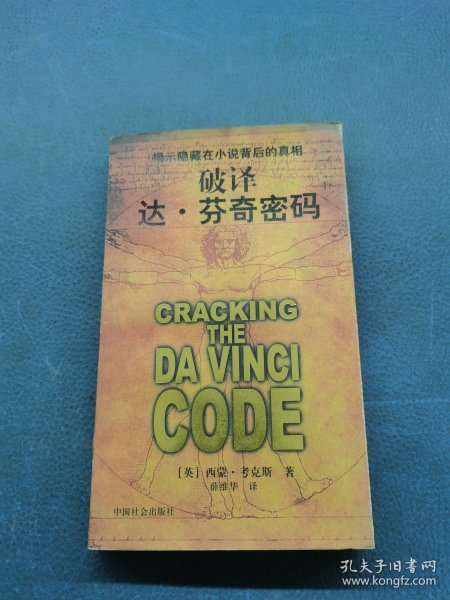 揭示隐藏在小说背后的真相
破译
达·芬奇密码
CRACKING
THE
DA VINCI
CODE
[英] 西蒙·考克斯 著
薛维华 译
中国社会出版社
孔夫子旧书网
www.kongfz.com